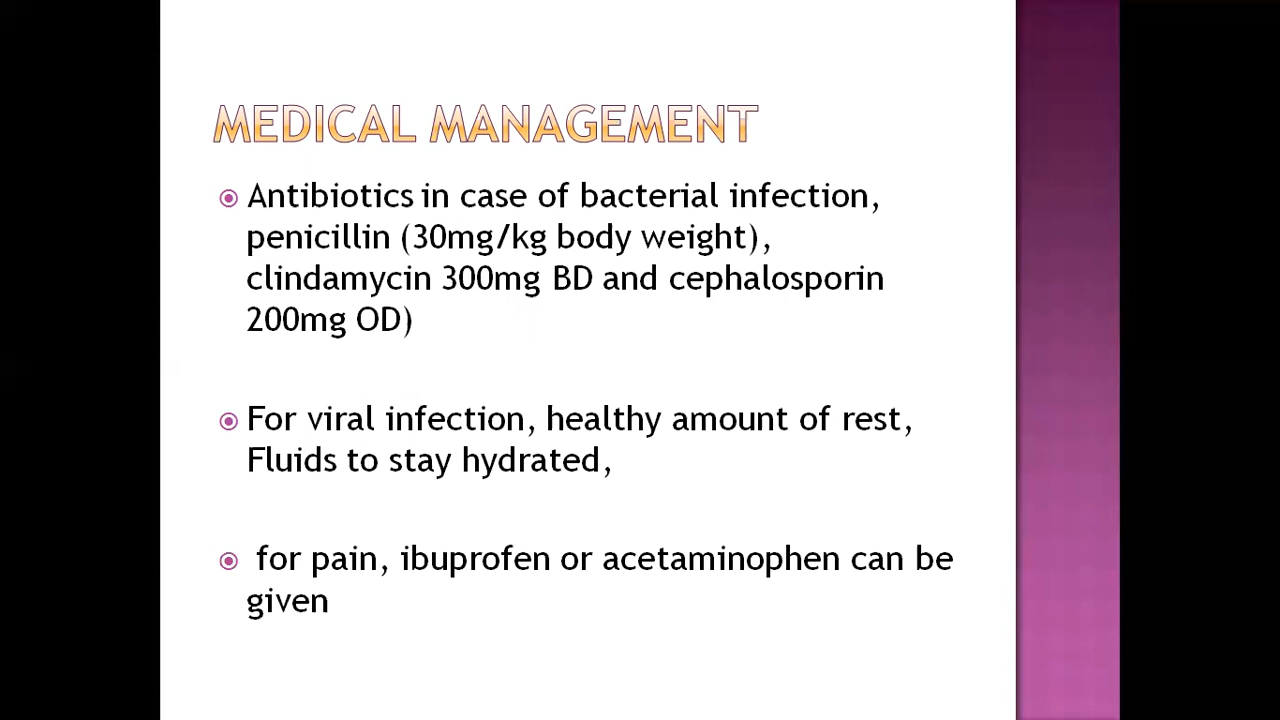 MEDICAL MANAGEMENT
Antibiotics in case of bacterial infection,
penicillin (30mg/kg body weight),
clindamycin 300mg BD and cephalosporin
200mg OD)
For viral infection, healthy amount of rest,
Fluids to stay hydrated,
for pain, ibuprofen or acetaminophen can be
given